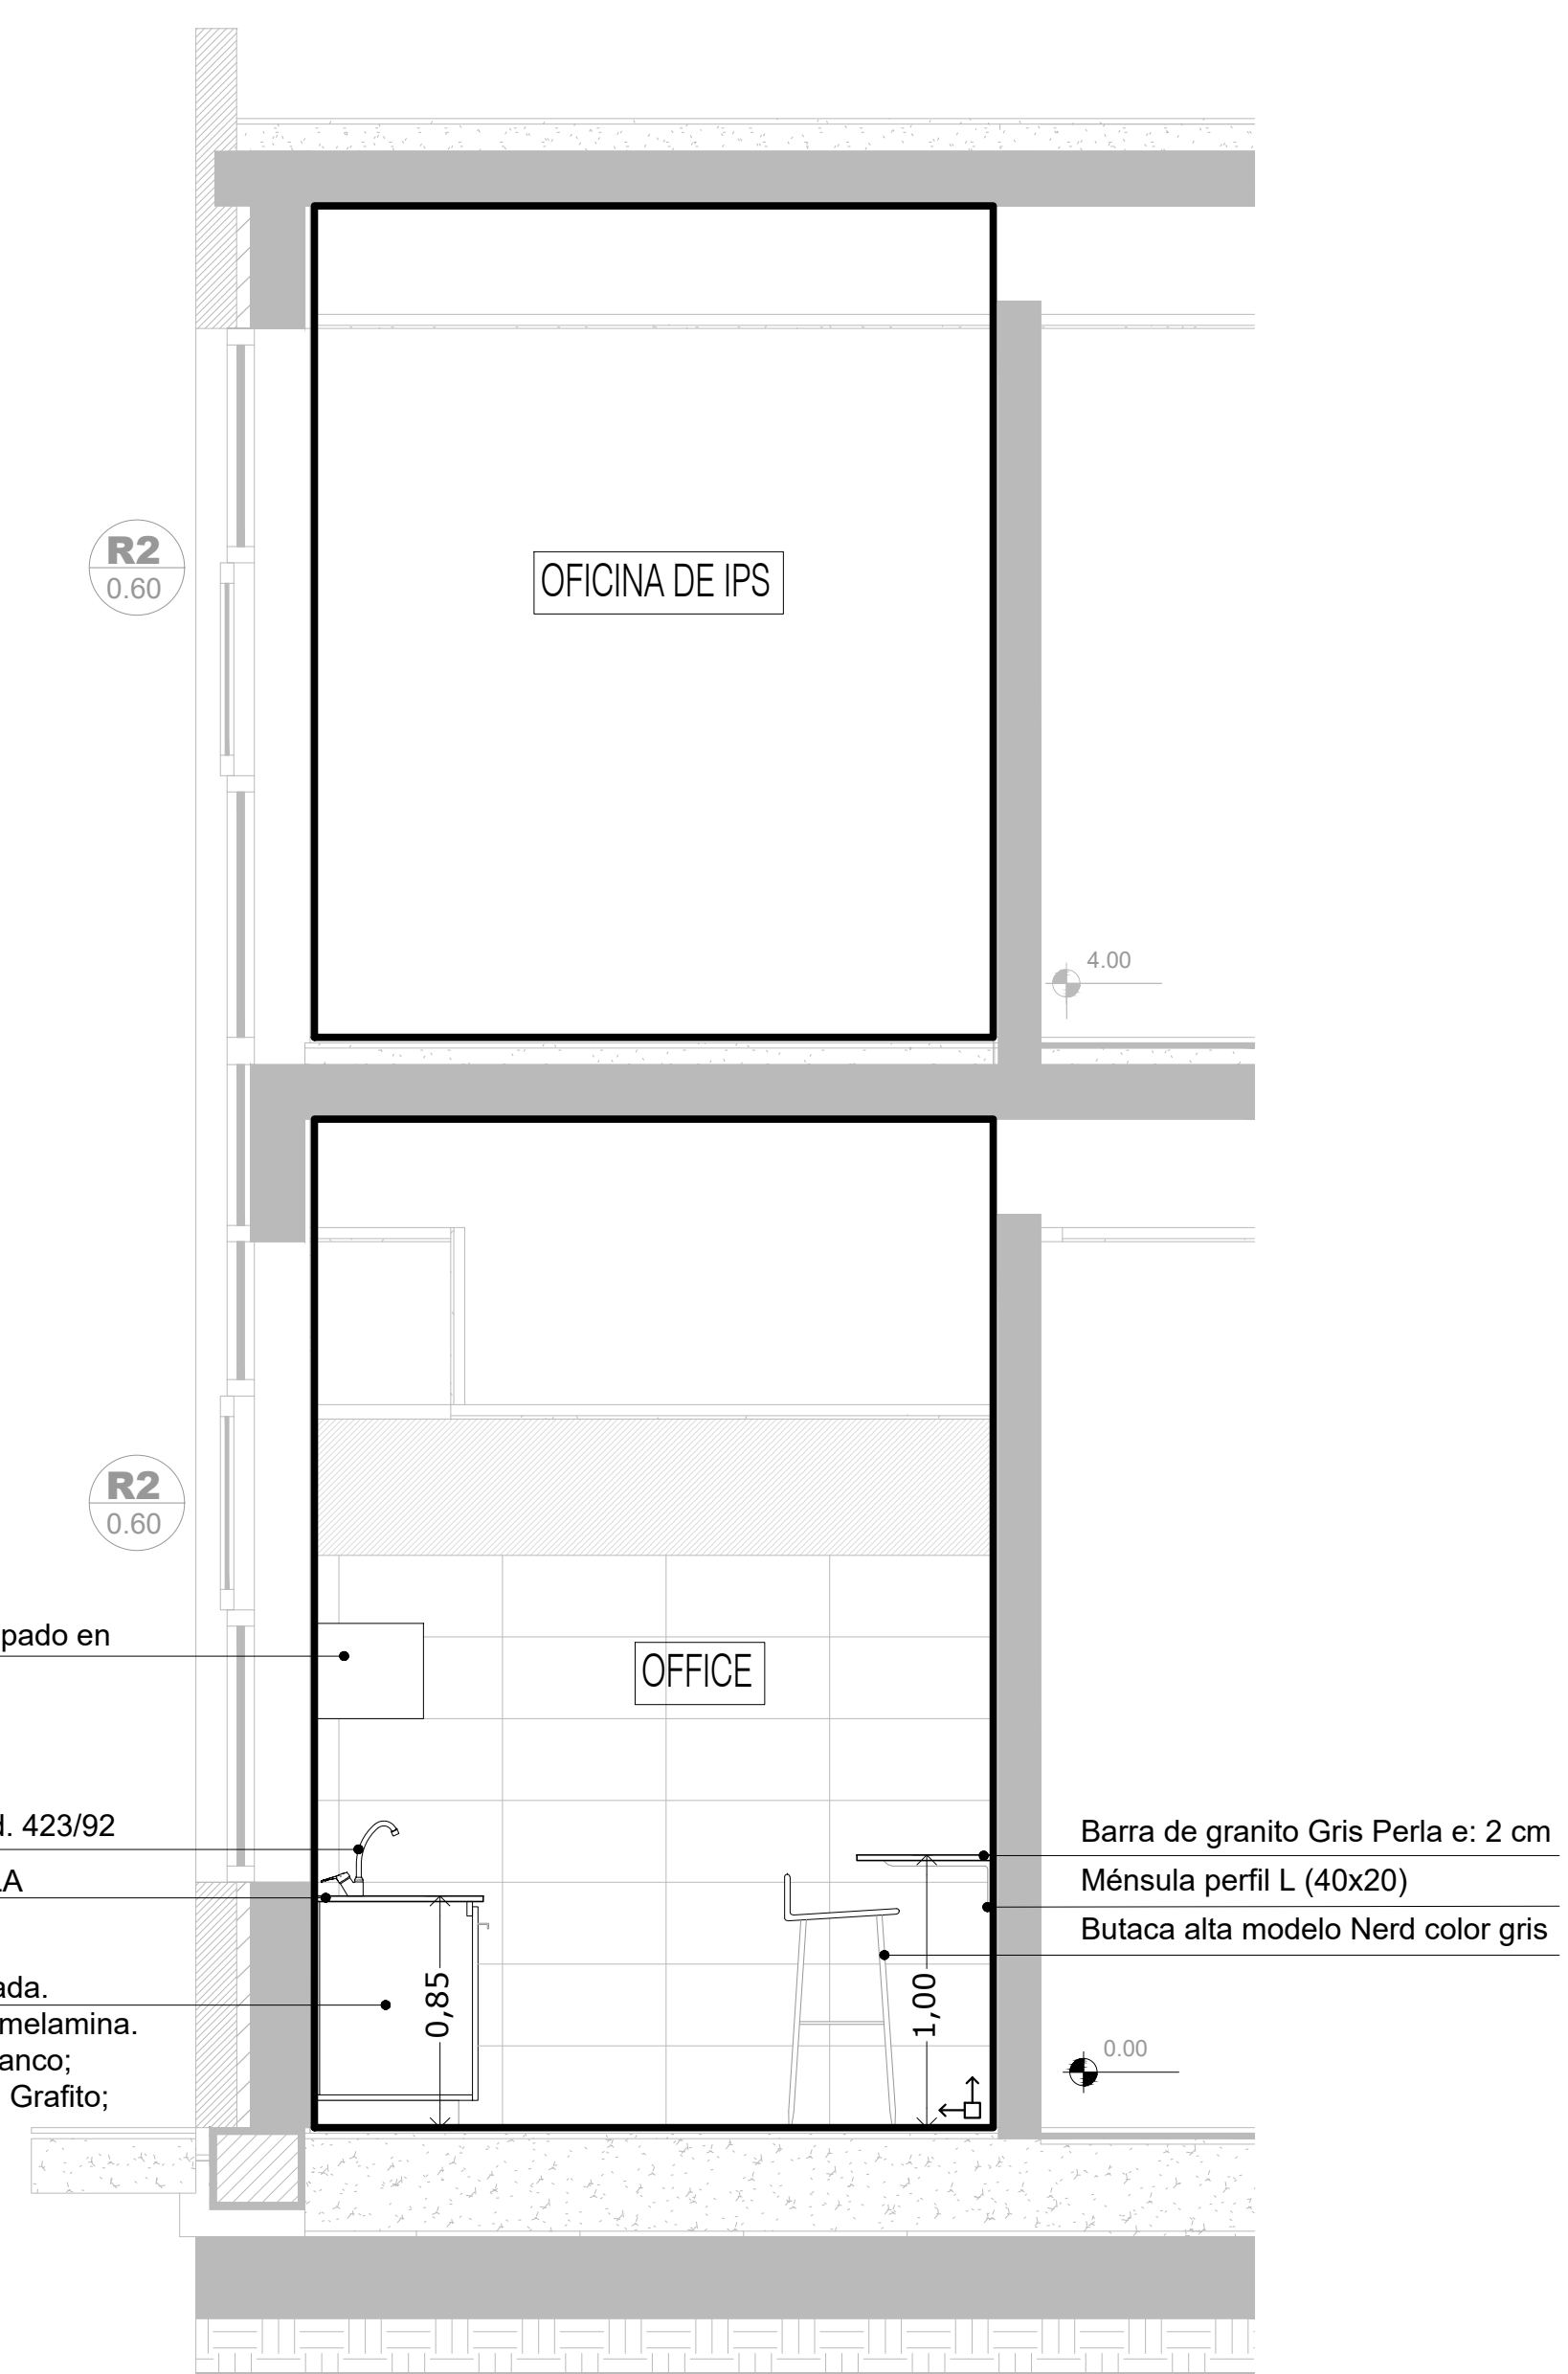 R2
0.60
OFICINA DE IPS
4.00
R2
0.60
pado en
OFFICE
d. 423/92
LA
Barra de granito Gris Perla e: 2 cm
Ménsula perfil L (40x20)
Butaca alta modelo Nerd color gris
ada.
melamina.
anco;
Grafito;
0,85
1,00
0.00